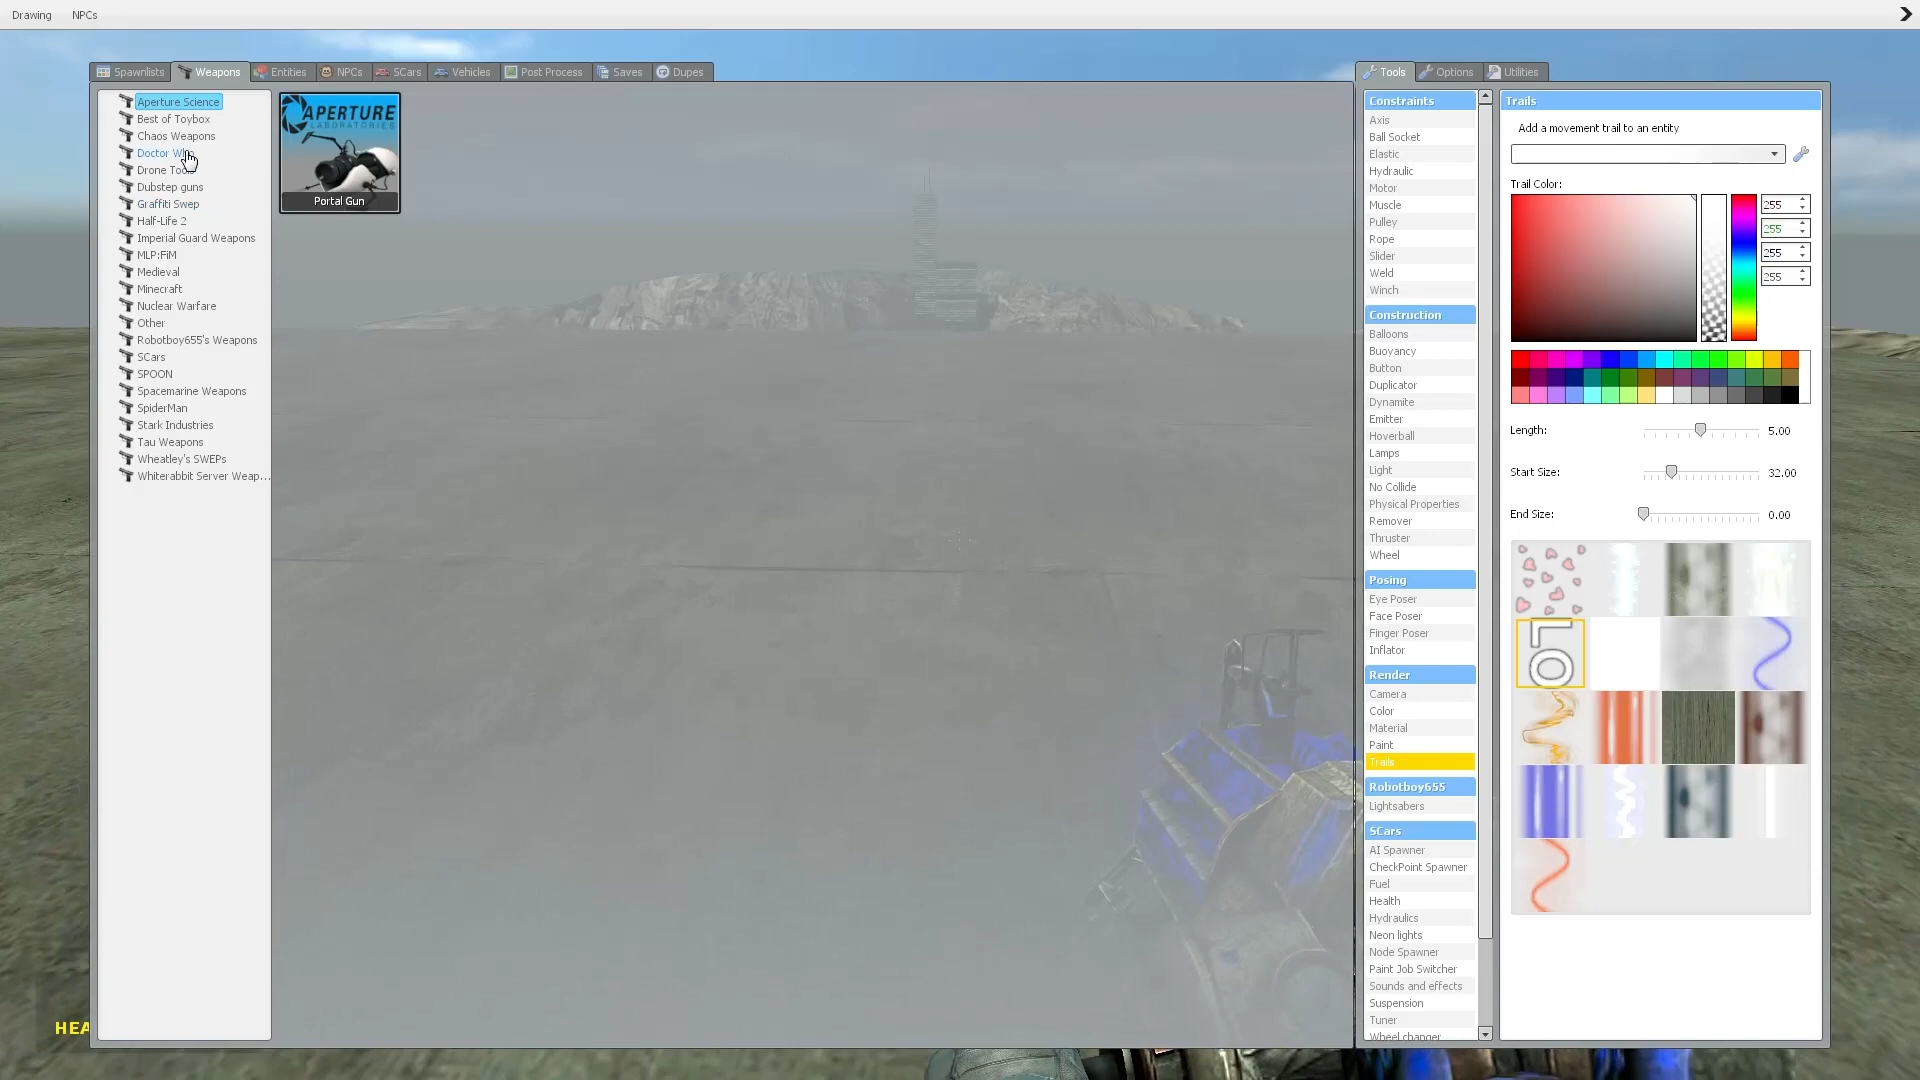 Drawing NPCs
Spawnlists Weapons Entities NPCs SCars Vehicles Post Process Saves Dupes
Tools Options Utilities
Aperture Science
Best of Toybox
Chaos Weapons
Doctor
Drone
Dubstep guns
Graffiti Swep
Half-Life 2
Imperial Guard Weapons
MLP:FiM
Medieval
Minecraft
Nuclear Warfare
Other
Robotboy655's Weapons
SCars
SPOON
Spacemarine Weapons
SpiderMan
Stark Industries
Tau Weapons
Wheatley's SWEPs
Whiterabbit Server Weap...
APERTURE
LABORATORIES
Portal Gun
Constraints
Axis
Ball Socket
Elastic
Hydraulic
Motor
Muscle
Pulley
Rope
Slider
Weld
Winch
Construction
Balloons
Buoyancy
Button
Duplicator
Dynamite
Emitter
Hoverball
Lamps
Light
No Collide
Physical Properties
Remover
Thruster
Wheel
Posing
Eye Poser
Face Poser
Finger Poser
Inflator
Render
Camera
Color
Material
Paint
Trails
Robotboy655
Lightsabers
SCars
AI Spawner
CheckPoint Spawner
Fuel
Health
Hydraulics
Neon lights
Node Spawner
Paint Job Switcher
Sounds and effects
Suspension
Tuner
Wheel changer
Trails
Add a movement trail to an entity
Trail Color:
255
255
255
255
Length: 5.00
Start Size: 32.00
End Size: 0.00
LO
HEA